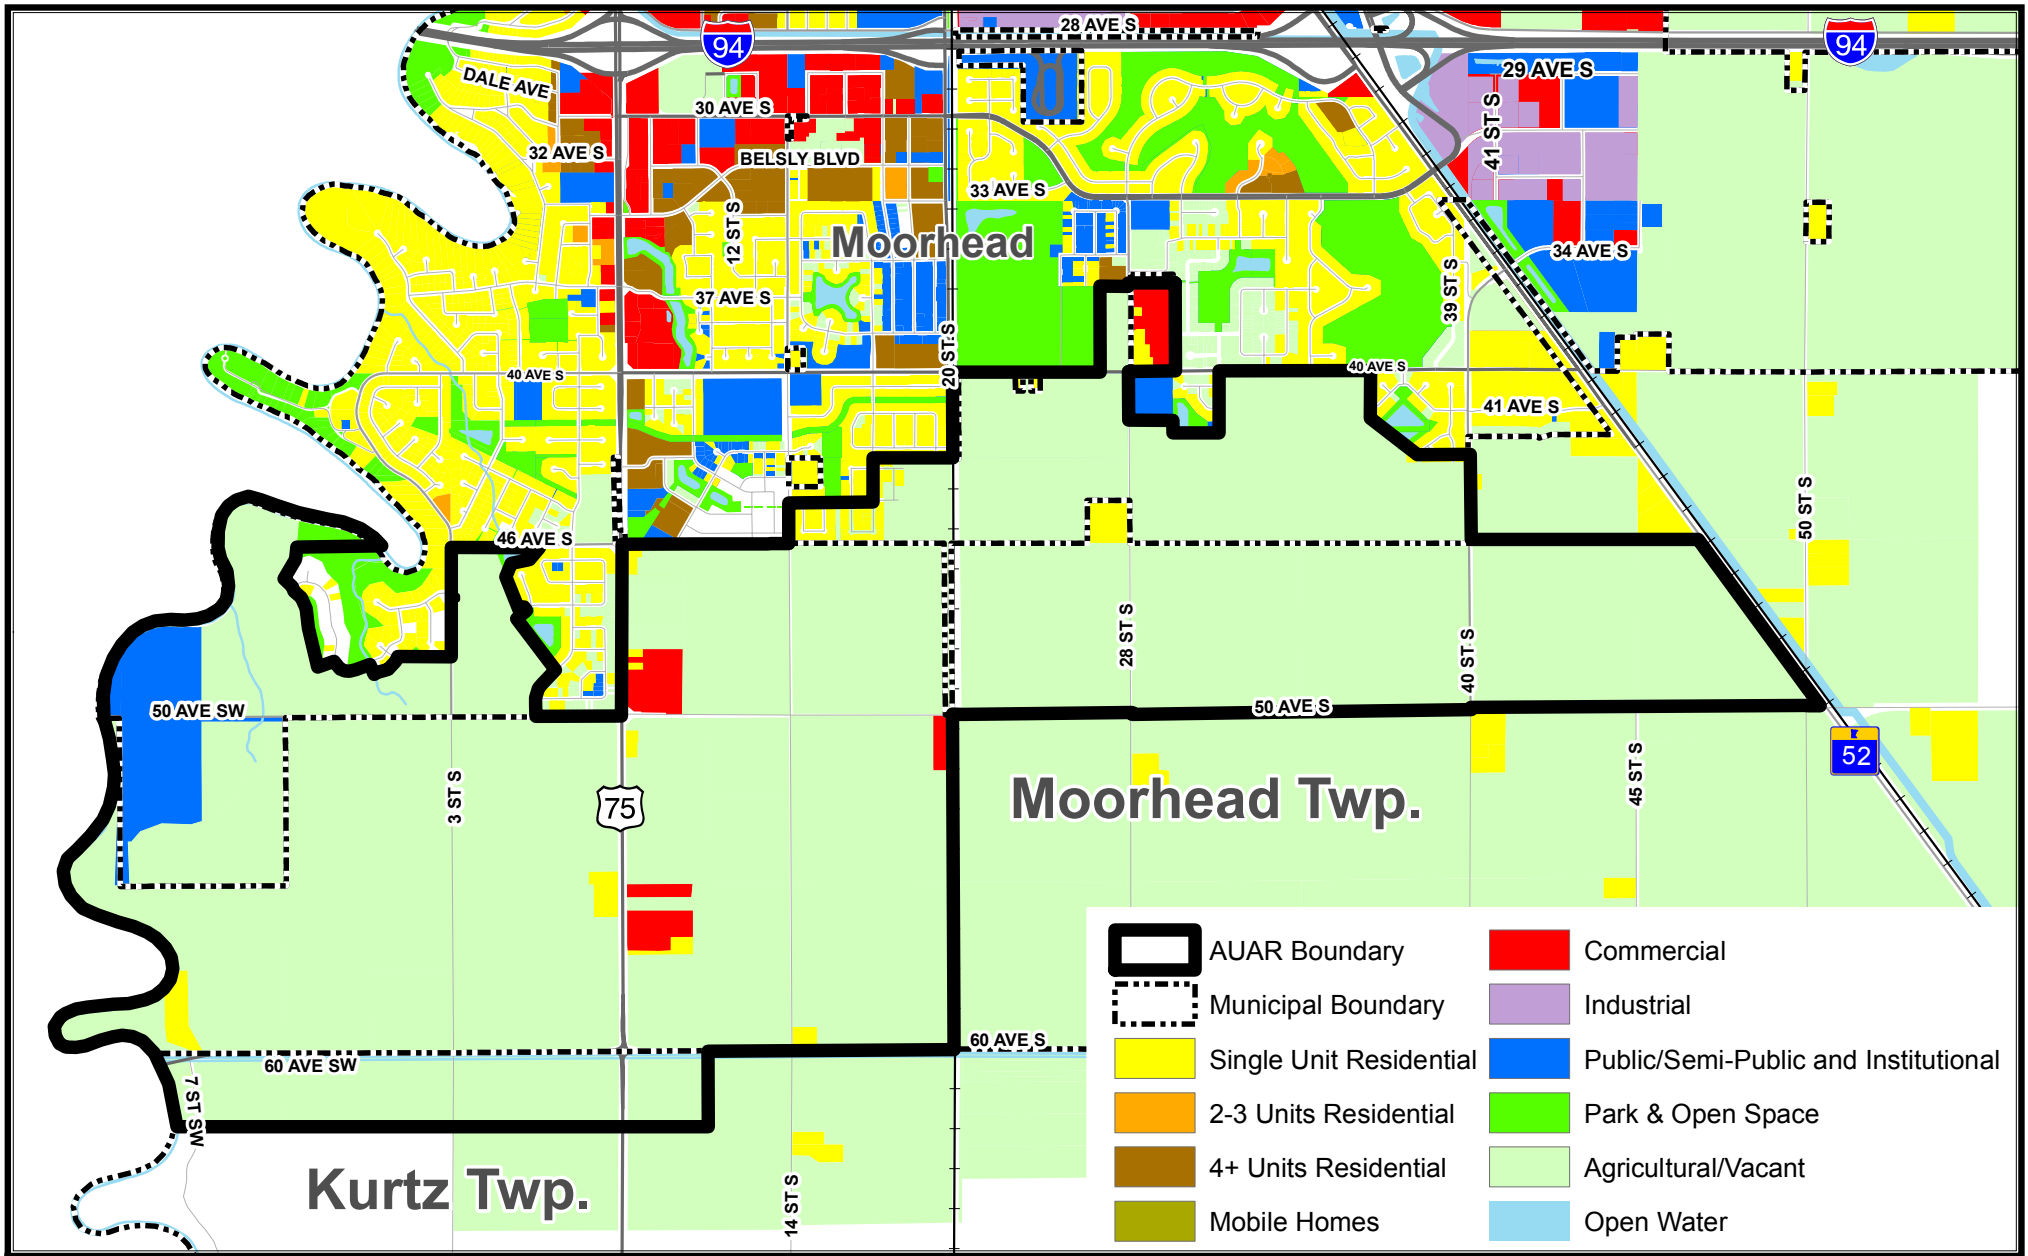 28 AVE S
94
94
DALE AVE
29 AVE S
30 AVE S
41 ST S
32 AVE S
BELSLY BLVD
33 AVE S
12 ST S
Moorhead
34 AVE S
39 ST S
37 AVE S
20 ST S
40 AVE S
40 AVE S
41 AVE S
50 ST S
46 AVE S
28 ST S
40 ST S
50 AVE SW
50 AVE S
52
3 ST S
75
Moorhead Twp.
45 ST S
60 AVE S
60 AVE SW
7 ST SW
Kurtz Twp.
14 ST S
AUAR Boundary
Municipal Boundary
Single Unit Residential
2-3 Units Residential
4+ Units Residential
Mobile Homes
Commercial
Industrial
Public/Semi-Public and Institutional
Park & Open Space
Agricultural/Vacant
Open Water